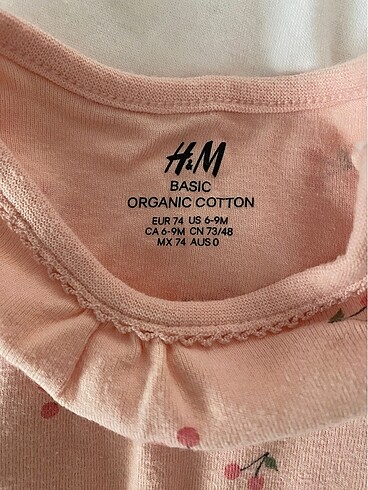 H&M
BASIC
ORGANIC COTTON
EUR 74 US 6-9M
CA 6-9M CN 73/48
MX 74 AUS 0